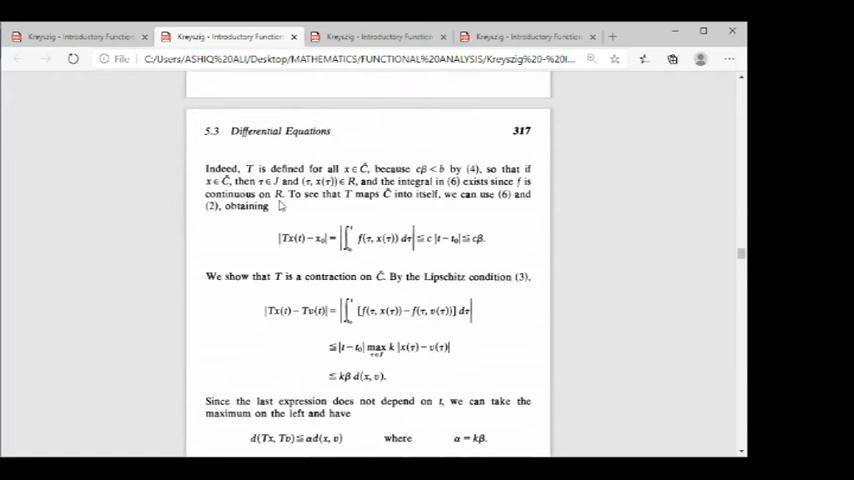 Kreyszig - Introductory Function
Kreyszig - Introductory Function
Kreyszig - Introductory Function
Kreyszig - Introductory Function
File
C:/Users/ASHIQ%20ALI/Desktop/MATHEMATICS/FUNCTIONAL%20ANALYSIS/Kreyszig%20-%20I...
5.3 Differential Equations 317
Indeed, T is defined for all x∈C̃, because cβ<b by (4), so that if
x∈C̃, then τ∈J and (τ, x(τ))∈R, and the integral in (6) exists since f is
continuous on R. To see that T maps C̃ into itself, we can use (6) and
(2), obtaining
|Tx(t)−x₀|=|∫_{t₀}^{t} f(τ, x(τ)) dτ|≦c |t−t₀|≦cβ.
We show that T is a contraction on C̃. By the Lipschitz condition (3),
|Tx(t)−Tv(t)|=|∫_{t₀}^{t} [f(τ, x(τ))−f(τ, v(τ))] dτ|
≦|t−t₀| max_{τ∈J} k |x(τ)−v(τ)|
≦kβ d(x, v).
Since the last expression does not depend on t, we can take the
maximum on the left and have
d(Tx, Tv)≦αd(x, v) where α=kβ.